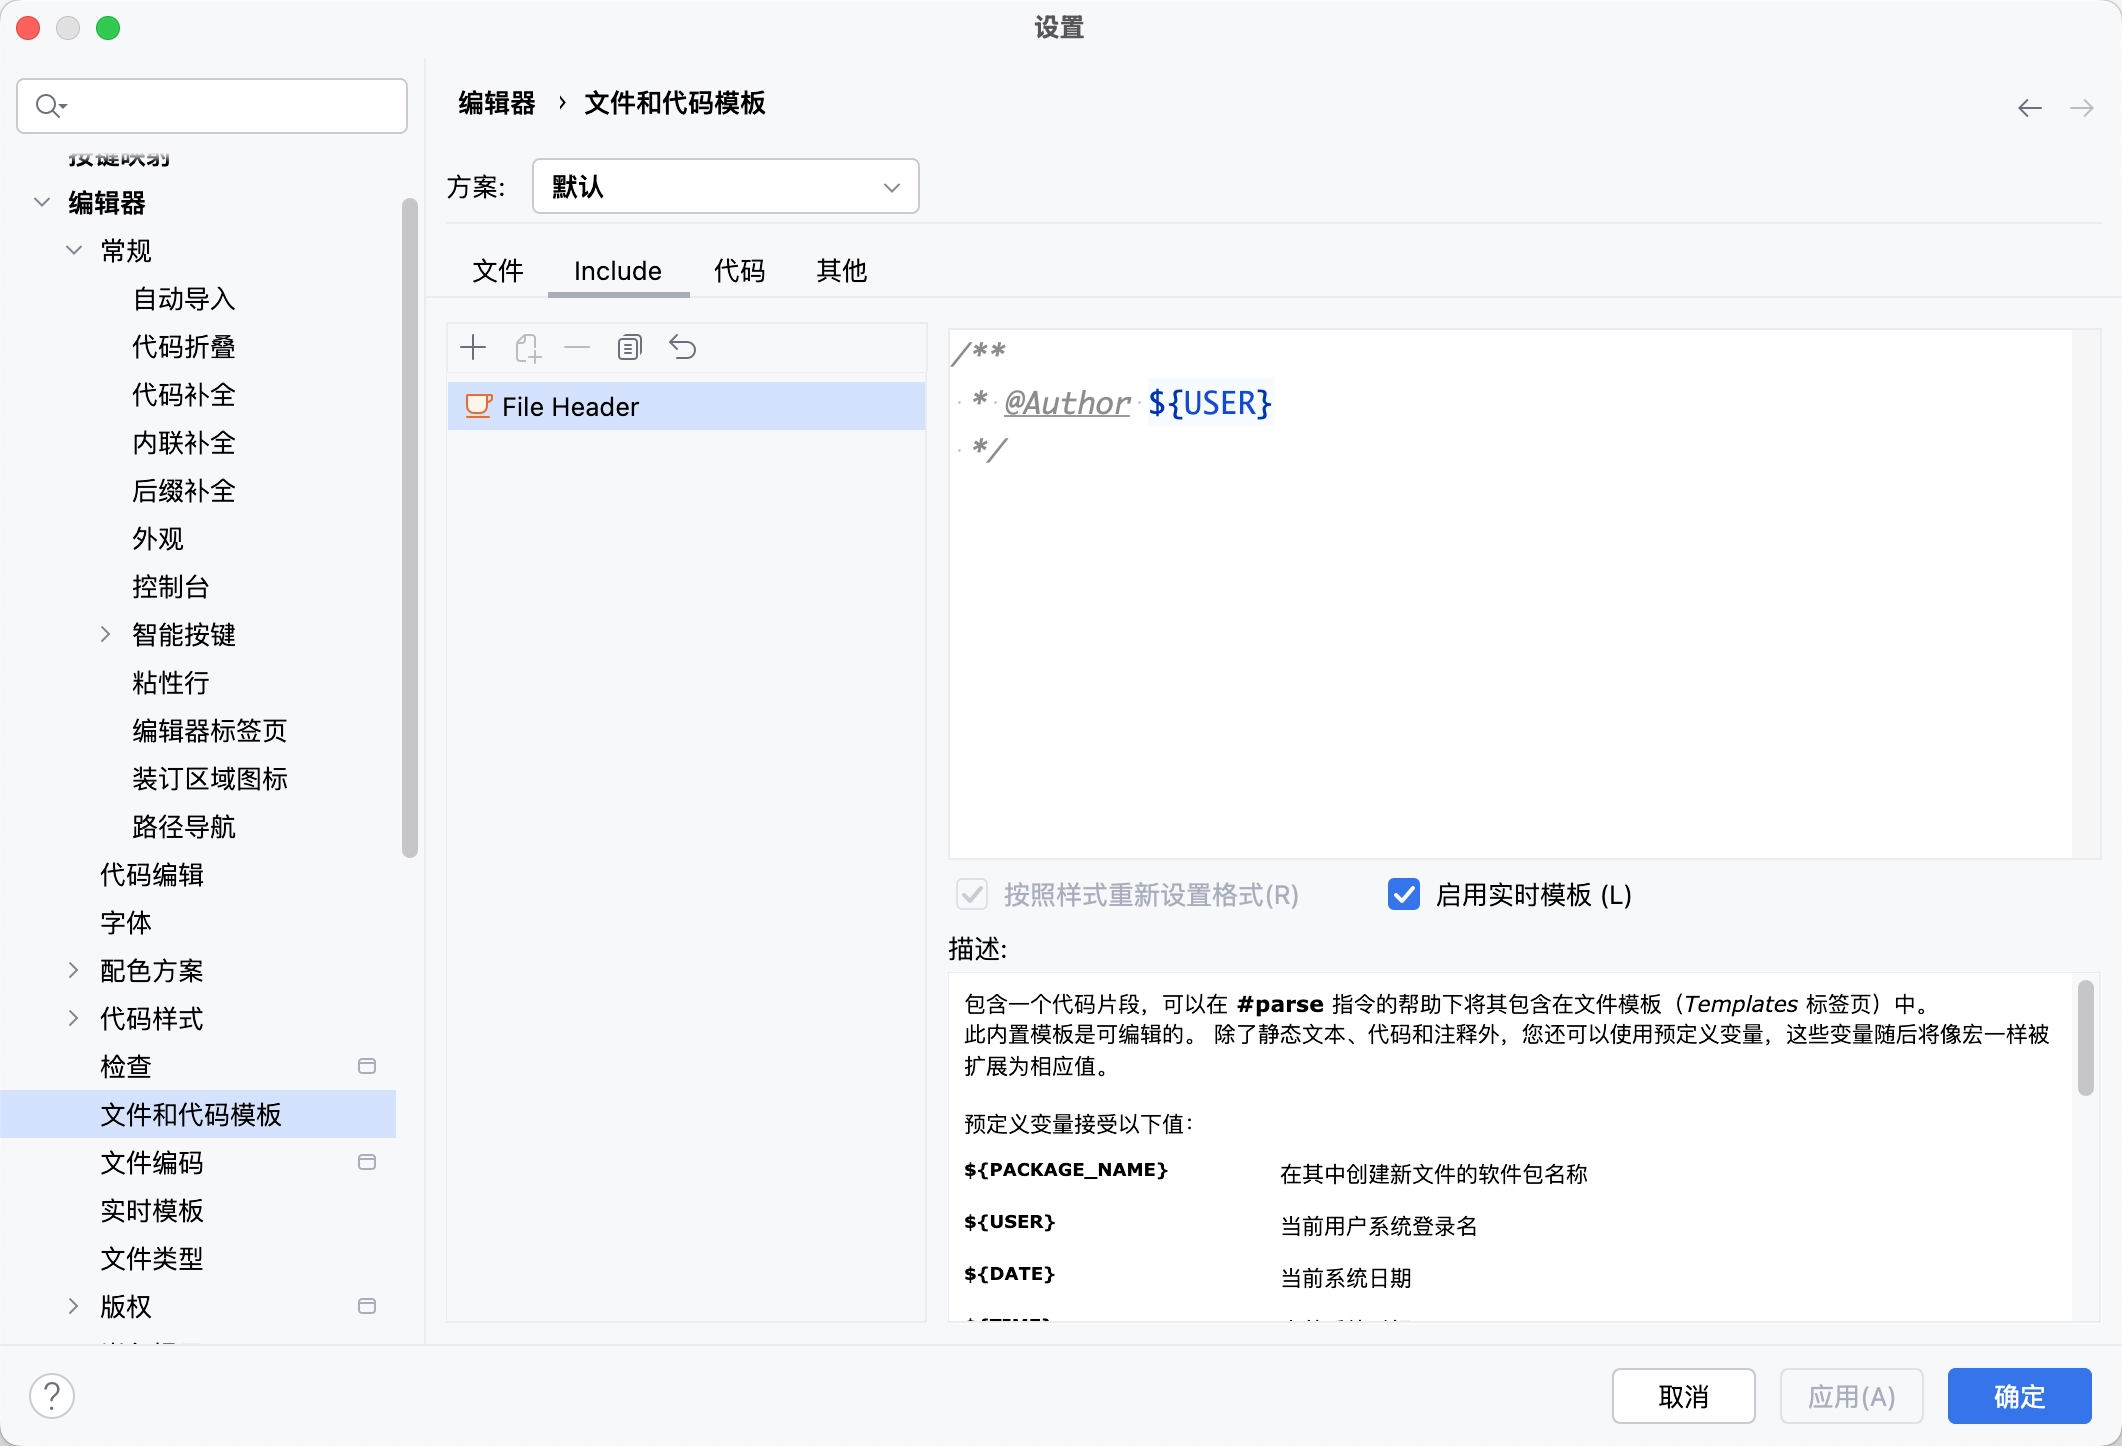 设置
按键映射
编辑器
常规
自动导入
代码折叠
代码补全
内联补全
后缀补全
外观
控制台
智能按键
粘性行
编辑器标签页
装订区域图标
路径导航
代码编辑
字体
配色方案
代码样式
检查
文件和代码模板
文件编码
实时模板
文件类型
版权
编辑器 › 文件和代码模板
方案: 默认
文件 Include 代码 其他
File Header
/**
 * @Author ${USER}
 */
按照样式重新设置格式(R) 启用实时模板 (L)
描述:
包含一个代码片段，可以在 #parse 指令的帮助下将其包含在文件模板（Templates 标签页）中。
此内置模板是可编辑的。 除了静态文本、代码和注释外，您还可以使用预定义变量，这些变量随后将像宏一样被
扩展为相应值。
预定义变量接受以下值：
${PACKAGE_NAME} 在其中创建新文件的软件包名称
${USER} 当前用户系统登录名
${DATE} 当前系统日期
?
取消 应用(A) 确定